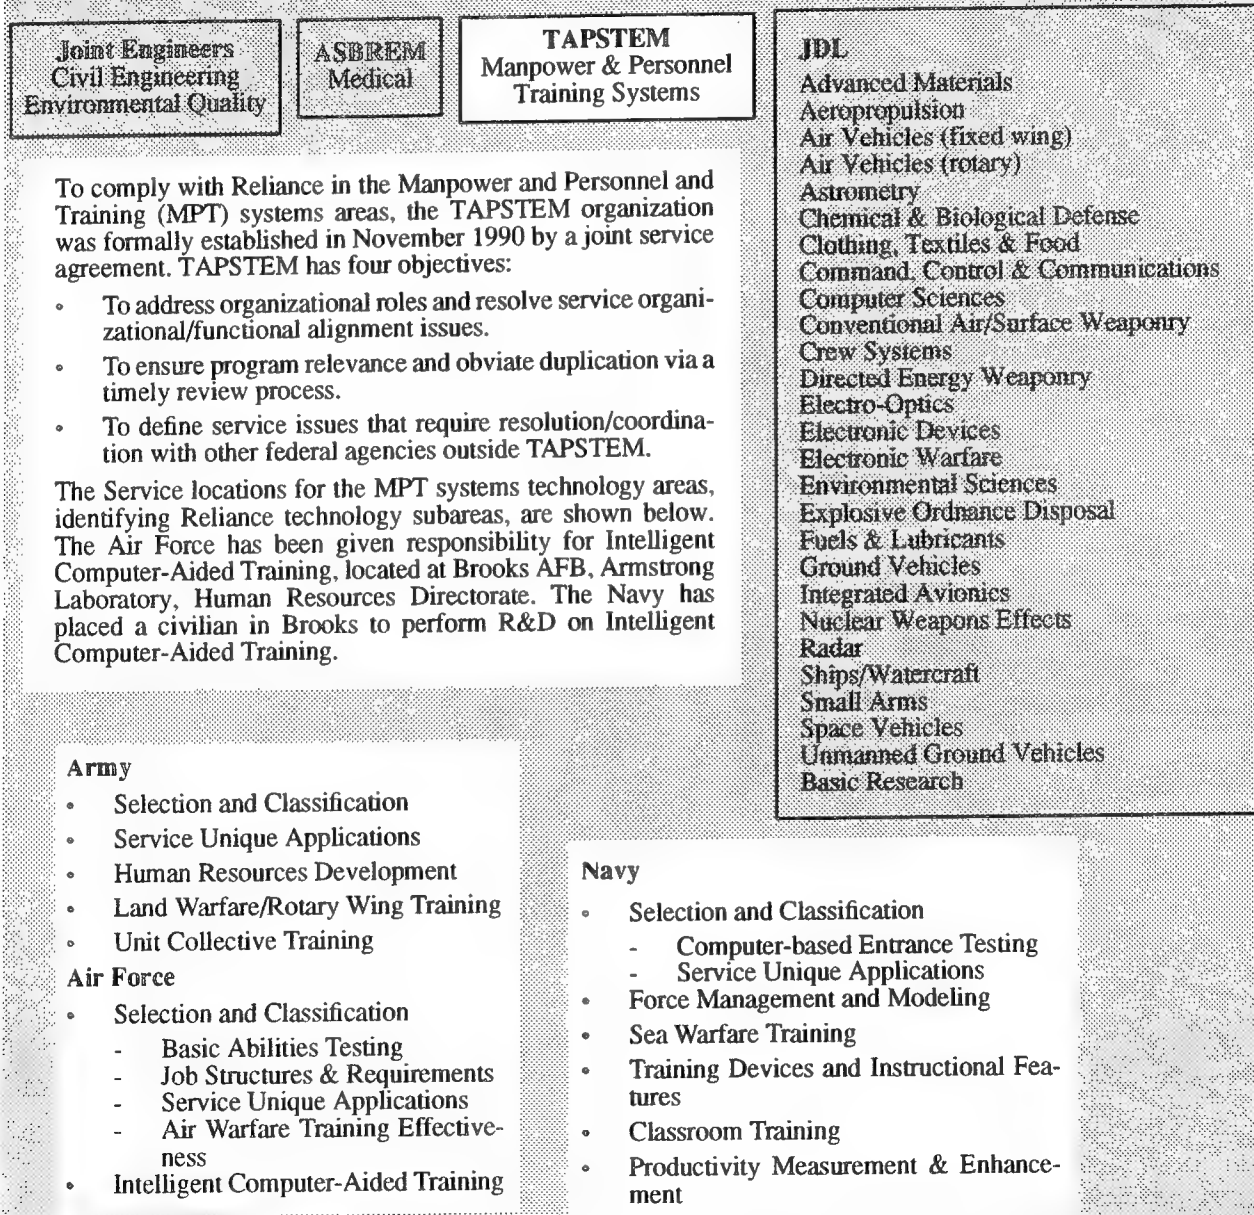 Joint Engineers
Civil Engineering
Environmental Quality
ASBREM
Medical
TAPSTEM
Manpower & Personnel
Training Systems
JDL
Advanced Materials
Aeropropulsion
Air Vehicles (fixed wing)
Air Vehicles (rotary)
Astrometry
Chemical & Biological Defense
Clothing, Textiles & Food
Command, Control & Communications
Computer Sciences
Conventional Air/Surface Weaponry
Crew Systems
Directed Energy Weaponry
Electro-Optics
Electronic Devices
Electronic Warfare
Environmental Sciences
Explosive Ordnance Disposal
Fuels & Lubricants
Ground Vehicles
Integrated Avionics
Nuclear Weapons Effects
Radar
Ships/Watercraft
Small Arms
Space Vehicles
Unmanned Ground Vehicles
Basic Research
To comply with Reliance in the Manpower and Personnel and
Training (MPT) systems areas, the TAPSTEM organization
was formally established in November 1990 by a joint service
agreement. TAPSTEM has four objectives:
• To address organizational roles and resolve service organi-
zational/functional alignment issues.
• To ensure program relevance and obviate duplication via a
timely review process.
• To define service issues that require resolution/coordina-
tion with other federal agencies outside TAPSTEM.
The Service locations for the MPT systems technology areas,
identifying Reliance technology subareas, are shown below.
The Air Force has been given responsibility for Intelligent
Computer-Aided Training, located at Brooks AFB, Armstrong
Laboratory, Human Resources Directorate. The Navy has
placed a civilian in Brooks to perform R&D on Intelligent
Computer-Aided Training.
Army
• Selection and Classification
• Service Unique Applications
• Human Resources Development
• Land Warfare/Rotary Wing Training
• Unit Collective Training
Air Force
• Selection and Classification
- Basic Abilities Testing
- Job Structures & Requirements
- Service Unique Applications
- Air Warfare Training Effective-
ness
• Intelligent Computer-Aided Training
Navy
• Selection and Classification
- Computer-based Entrance Testing
- Service Unique Applications
• Force Management and Modeling
• Sea Warfare Training
• Training Devices and Instructional Fea-
tures
• Classroom Training
• Productivity Measurement & Enhance-
ment